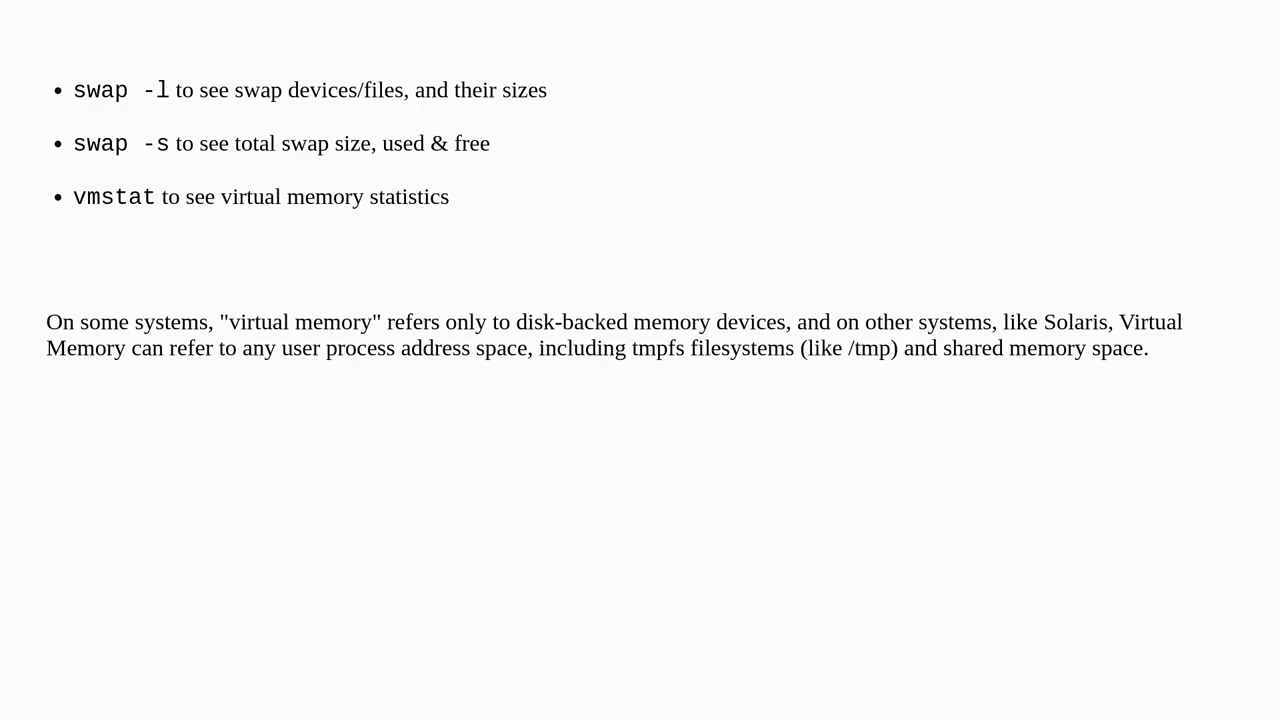 • swap -l to see swap devices/files, and their sizes
• swap -s to see total swap size, used & free
• vmstat to see virtual memory statistics
On some systems, "virtual memory" refers only to disk-backed memory devices, and on other systems, like Solaris, Virtual
Memory can refer to any user process address space, including tmpfs filesystems (like /tmp) and shared memory space.